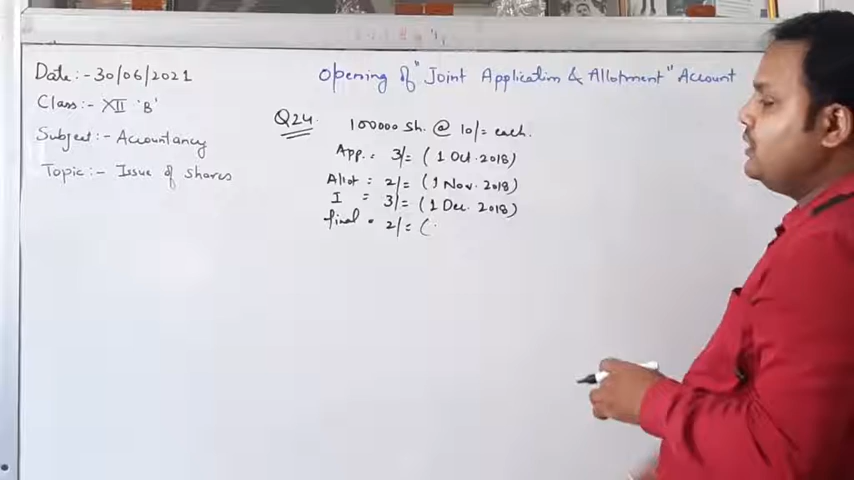 Date:-30/06/2021
Class:- XII 'B'
Subject:- Accountancy
Topic:- Issue of shares
Opening of "Joint Application & Allotment" Account
Q24. 100000 sh. @ 10/= each.
App. = 3/= (1 Oct. 2018)
Allot = 2/= (1 Nov. 2018)
I = 3/= (1 Dec. 2018)
final = 2/= (